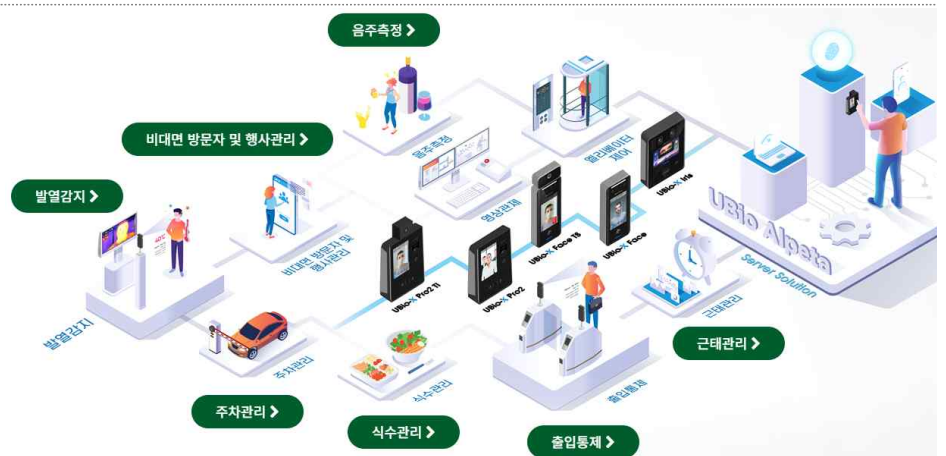 음주측정
비대면 방문자 및 행사관리
발열감지
음주측정
엘리베이터
제어
영상관제
비대면 방문자 및
행사관리
발열감지
주차관리
식수관리
출입통제
근태관리
UBio-X Pro2 TI
UBio-X Pro2
UBio-X Face TS
UBio-X Face
UBio-X Iris
UBio Alpeta
Server Solution
근태관리
주차관리
식수관리
출입통제